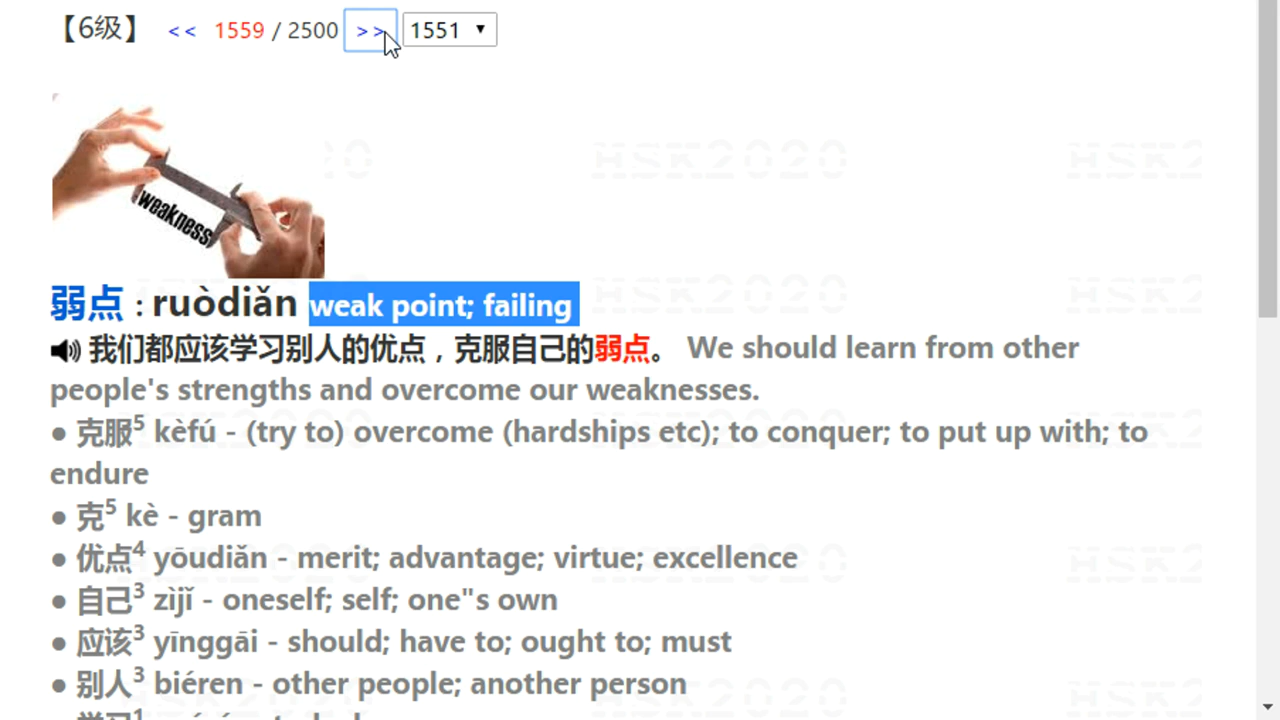 【6级】 << 1559 / 2500 >> 1551 ▼
HSK2020 HSK2
weakness
弱点 : ruòdiǎn weak point; failing
我们都应该学习别人的优点，克服自己的弱点。 We should learn from other
people's strengths and overcome our weaknesses.
● 克服5 kèfú - (try to) overcome (hardships etc); to conquer; to put up with; to
endure
● 克5 kè - gram
● 优点4 yōudiǎn - merit; advantage; virtue; excellence
● 自己3 zìjǐ - oneself; self; one"s own
● 应该3 yīnggāi - should; have to; ought to; must
● 别人3 biéren - other people; another person